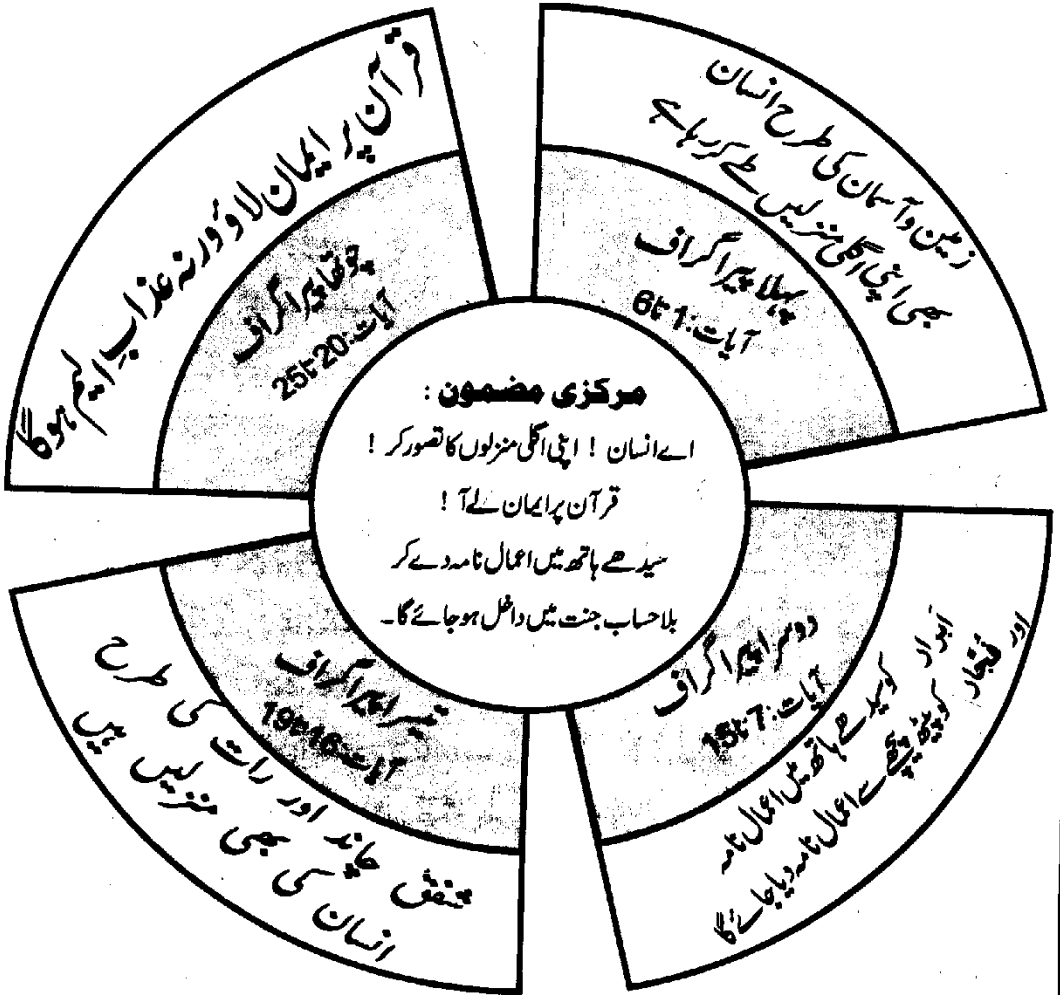 مرکزی مضمون :
اے انسان ! اپنی اگلی منزلوں کا تصور کر !
قرآن پر ایمان لے آ !
سیدھے ہاتھ میں اعمال نامہ دے کر
بلا حساب جنت میں داخل ہو جائے گا۔
زمین و آسمان کی طرح انسان
بھی اپنی اگلی منزلیں طے کر رہا ہے
پہلا پیراگراف
آیات: 1 تا 6
ابرار کو سیدھے ہاتھ میں اعمال نامہ
اور فُجّار کو پیٹھ پیچھے سے اعمال نامہ دیا جائے گا
دوسرا پیراگراف
آیات: 7 تا 15
شفق چاند اور رات کی طرح
انسان کی بھی منزلیں ہیں
تیسرا پیراگراف
آیات: 16 تا 19
قرآن پر ایمان لاؤ ورنہ عذابِ الیم ہوگا
چوتھا پیراگراف
آیات: 20 تا 25